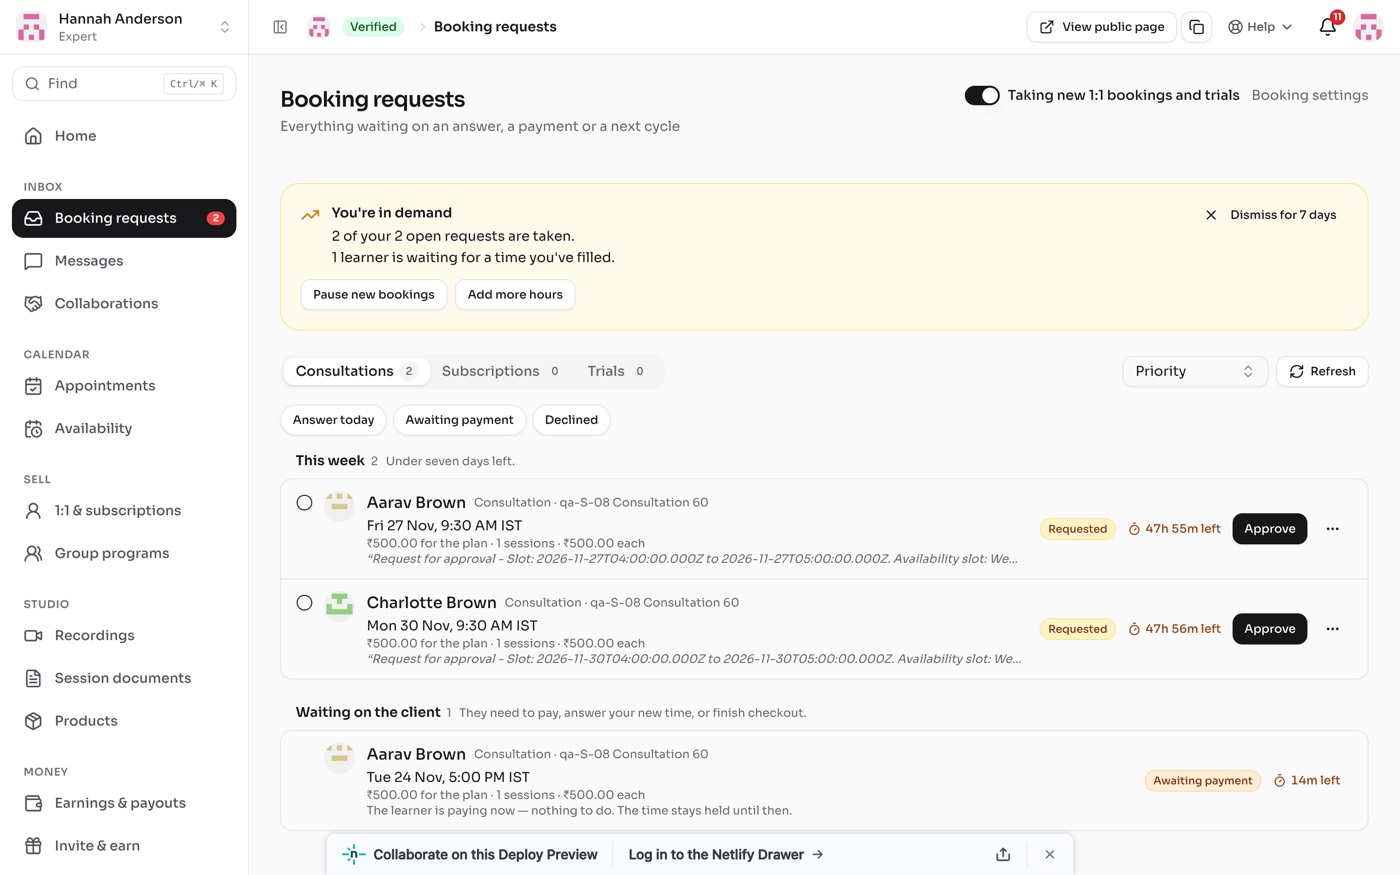 Hannah Anderson
Expert
Verified
Booking requests
View public page
Help
11
Find
Ctrl/⌘ K
Home
INBOX
Booking requests 2
Messages
Collaborations
CALENDAR
Appointments
Availability
SELL
1:1 & subscriptions
Group programs
STUDIO
Recordings
Session documents
Products
MONEY
Earnings & payouts
Invite & earn
Booking requests
Everything waiting on an answer, a payment or a next cycle
Taking new 1:1 bookings and trials
Booking settings
You're in demand
2 of your 2 open requests are taken.
1 learner is waiting for a time you've filled.
Dismiss for 7 days
Pause new bookings
Add more hours
Consultations 2
Subscriptions 0
Trials 0
Priority
Refresh
Answer today
Awaiting payment
Declined
This week 2 Under seven days left.
Aarav Brown Consultation · qa-S-08 Consultation 60
Fri 27 Nov, 9:30 AM IST
₹500.00 for the plan · 1 sessions · ₹500.00 each
“Request for approval - Slot: 2026-11-27T04:00:00.000Z to 2026-11-27T05:00:00.000Z. Availability slot: We...
Requested
47h 55m left
Approve
Charlotte Brown Consultation · qa-S-08 Consultation 60
Mon 30 Nov, 9:30 AM IST
₹500.00 for the plan · 1 sessions · ₹500.00 each
“Request for approval - Slot: 2026-11-30T04:00:00.000Z to 2026-11-30T05:00:00.000Z. Availability slot: We...
Requested
47h 56m left
Approve
Waiting on the client 1 They need to pay, answer your new time, or finish checkout.
Aarav Brown Consultation · qa-S-08 Consultation 60
Tue 24 Nov, 5:00 PM IST
₹500.00 for the plan · 1 sessions · ₹500.00 each
The learner is paying now — nothing to do. The time stays held until then.
Awaiting payment
14m left
Collaborate on this Deploy Preview
Log in to the Netlify Drawer →